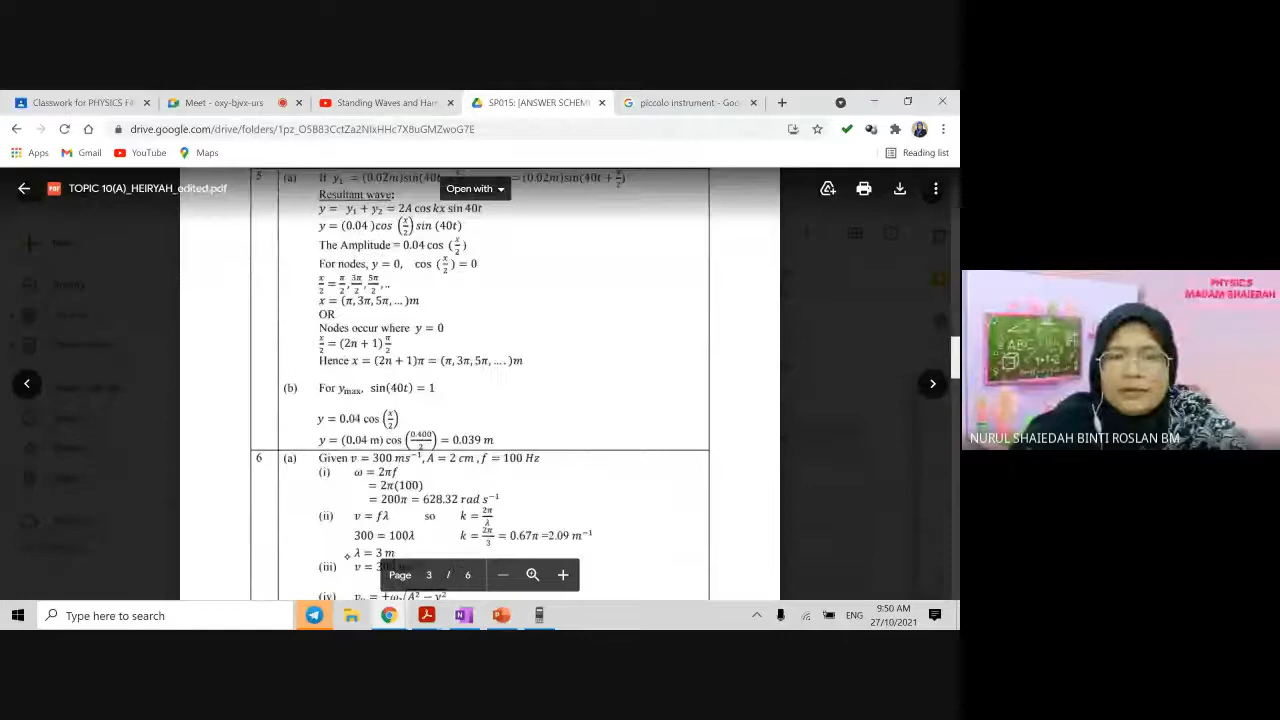 Classwork for PHYSICS F
Meet - oxy-bjvx-urs
Standing Waves and Har
SP015: [ANSWER SCHEM
piccolo instrument - Goo
drive.google.com/drive/folders/1pz_O5B83CctZa2NlxHHc7X8uGMZwoG7E
Apps Gmail YouTube Maps Reading list
TOPIC 10(A)_HEIRYAH_edited.pdf
Open with
5 (a) If y₁ = (0.02m)sin(40t = (0.02m)sin(40t + x/2)
Resultant wave:
y = y₁ + y₂ = 2A cos kx sin 40t
y = (0.04 )cos (x/2) sin (40t)
The Amplitude = 0.04 cos (x/2)
For nodes, y = 0, cos (x/2) = 0
x/2 = π/2, 3π/2, 5π/2, ..
x = (π, 3π, 5π, ... )m
OR
Nodes occur where y = 0
x/2 = (2n + 1) π/2
Hence x = (2n + 1)π = (π, 3π, 5π, .... )m
(b) For yₘₐₓ, sin(40t) = 1
y = 0.04 cos (x/2)
y = (0.04 m) cos (0.400/2) = 0.039 m
6 (a) Given v = 300 ms⁻¹, A = 2 cm , f = 100 Hz
(i) ω = 2πf
= 2π(100)
= 200π = 628.32 rad s⁻¹
(ii) v = fλ so k = 2π/λ
300 = 100λ k = 2π/3 = 0.67π =2.09 m⁻¹
λ = 3 m
(iii) v = 3
Page 3 / 6
(iv) = ±ω√A² − y²
PHYSICS
MADAM SHAIEDAH
ABC
NURUL SHAIEDAH BINTI ROSLAN BM
Type here to search
ENG
9:50 AM
27/10/2021